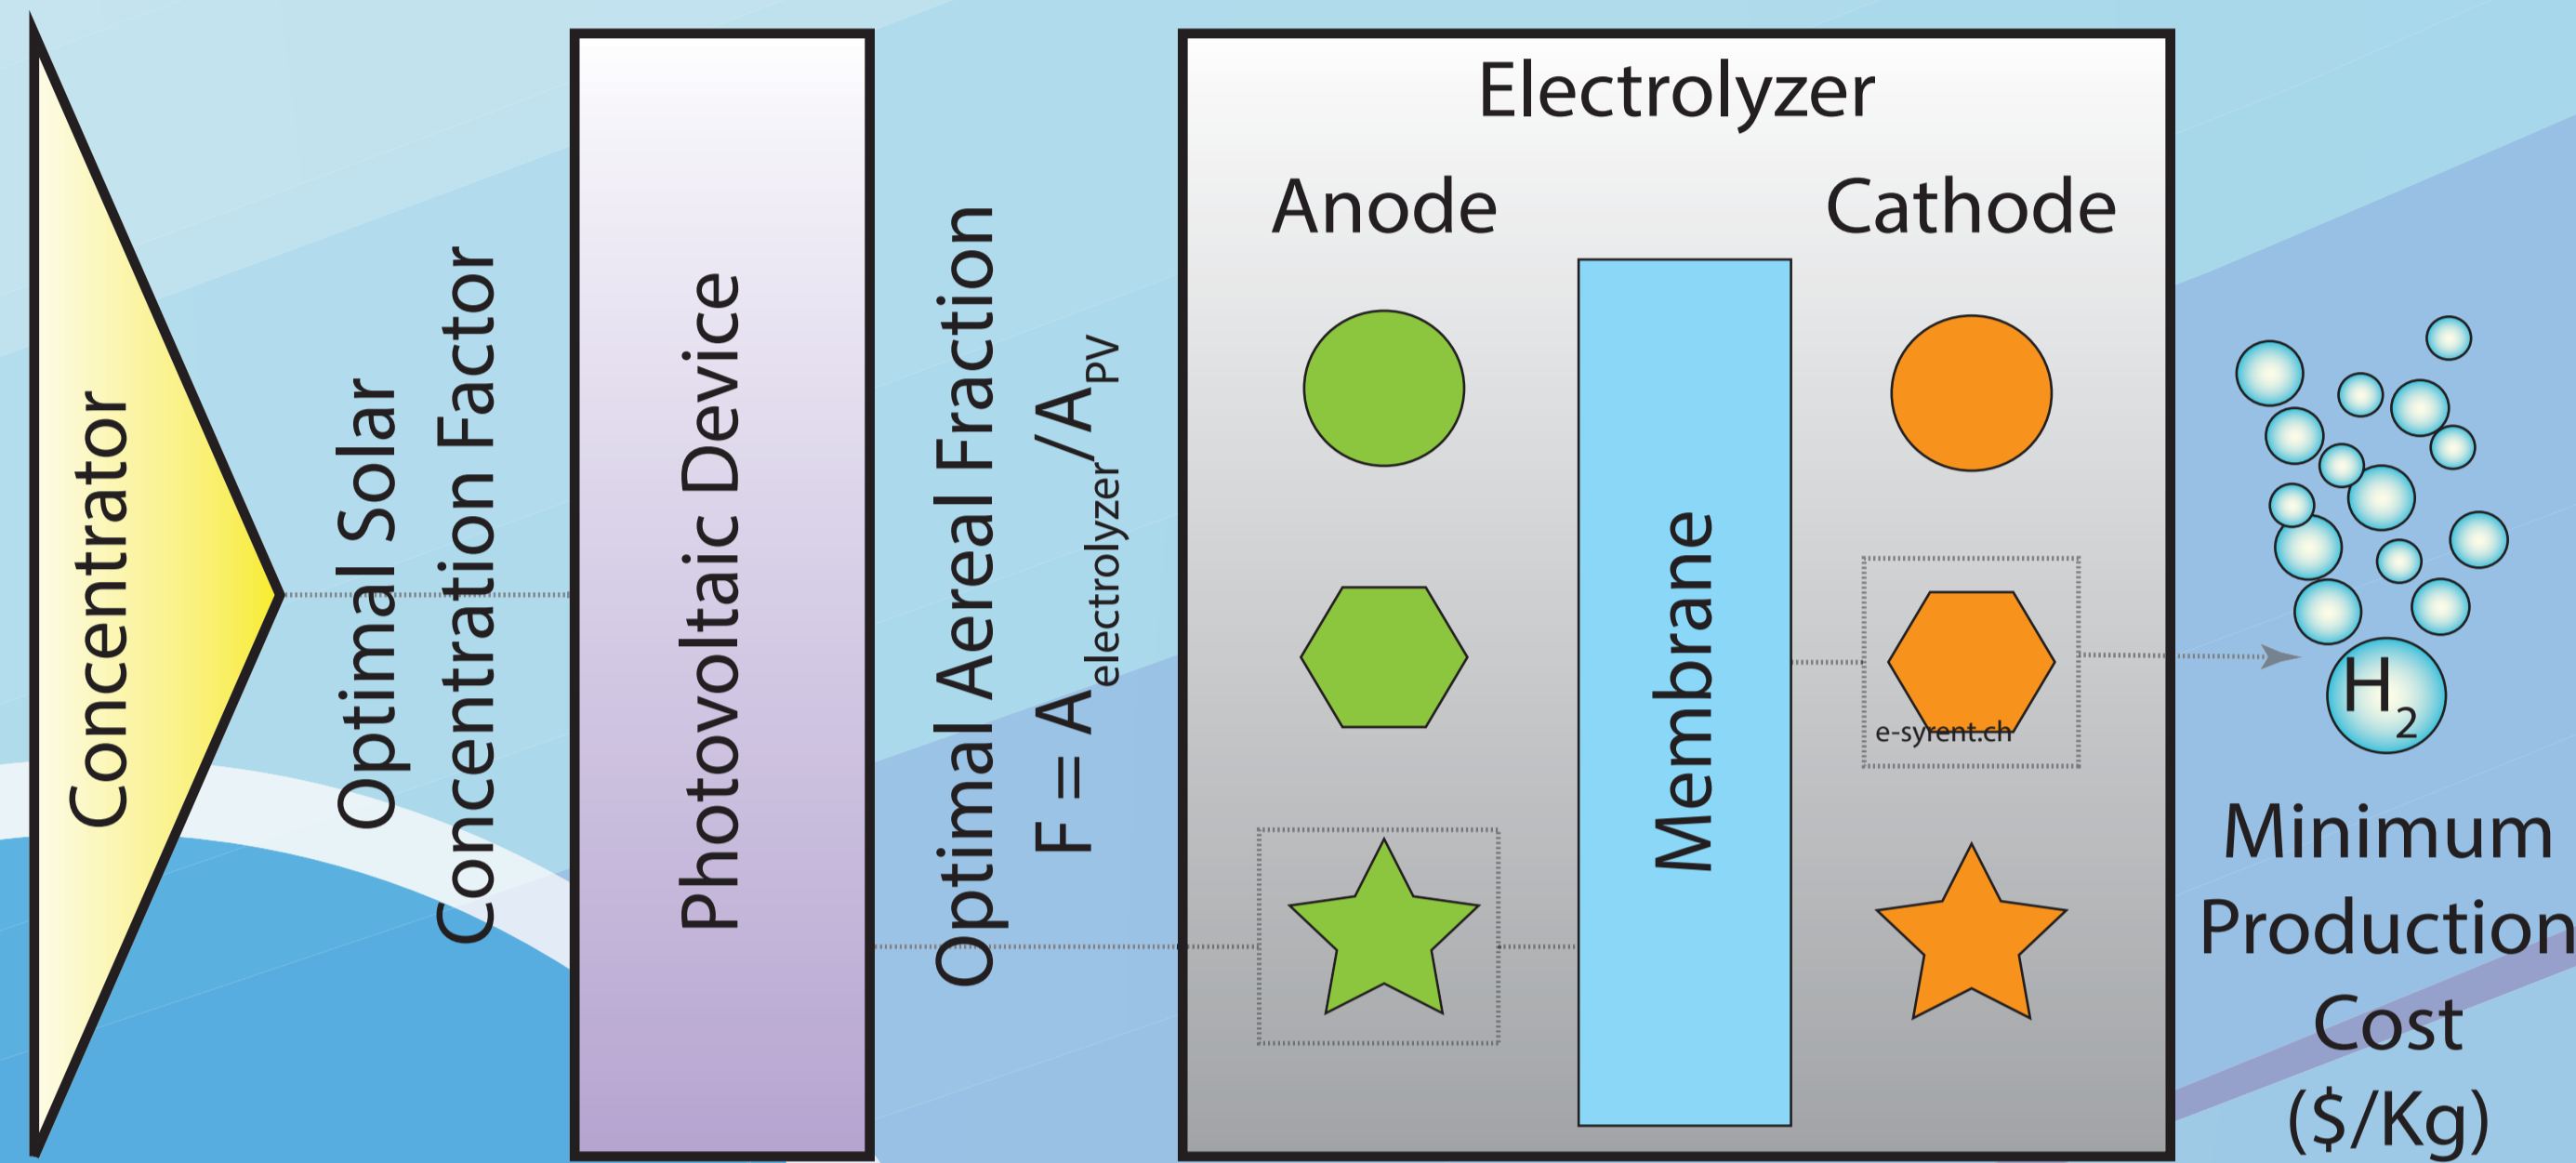 Concentrator
Optimal Solar
Concentration Factor
Photovoltaic Device
Optimal Aereal Fraction
F = A electrolyzer/APV
Electrolyzer
Anode
Cathode
Membrane
e-syrent.ch
H2
Minimum
Production
Cost
($/Kg)